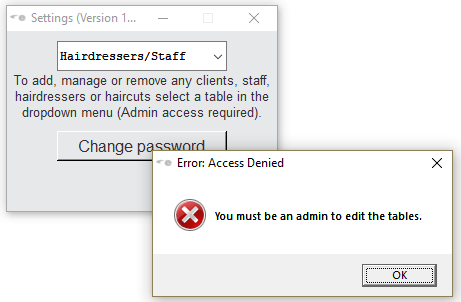 Settings (Version 1...
Hairdressers/Staff
To add, manage or remove any clients, staff,
hairdressers or haircuts select a table in the
dropdown menu (Admin access required).
Change password
Error: Access Denied
You must be an admin to edit the tables.
OK